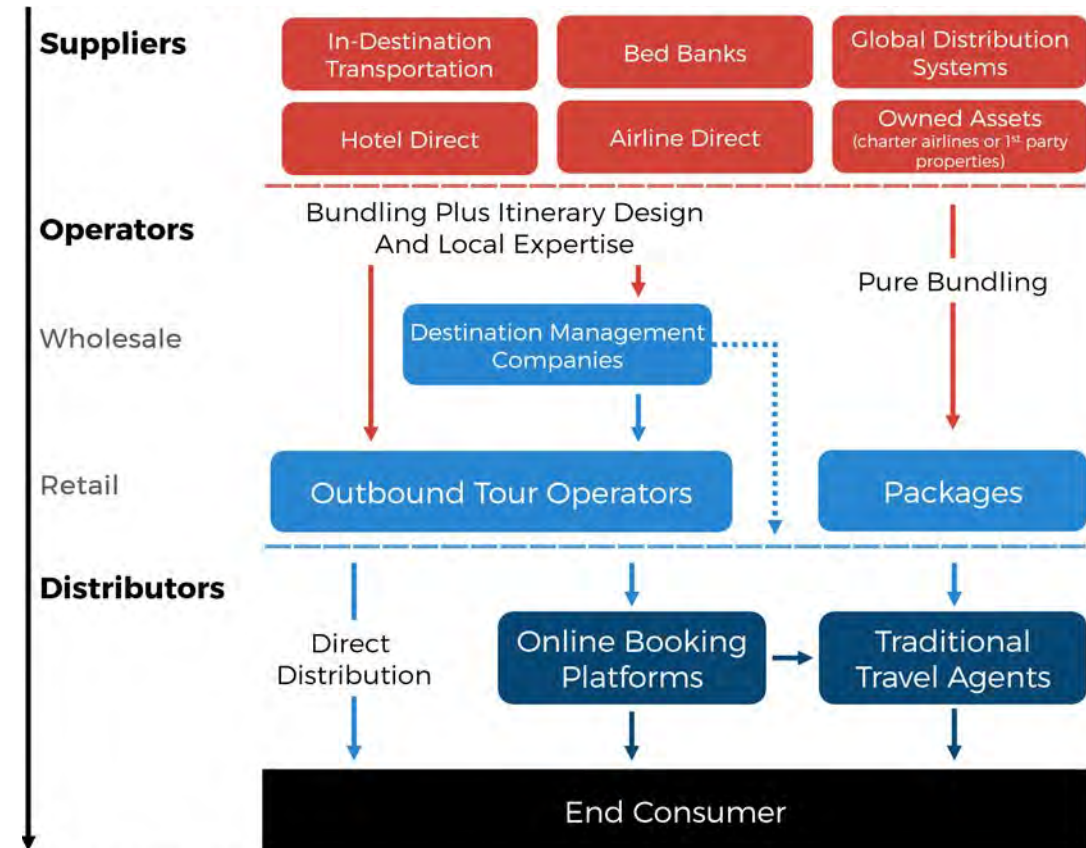 Suppliers
In-Destination
Transportation
Bed Banks
Global Distribution
Systems
Hotel Direct
Airline Direct
Owned Assets
(charter airlines or 1st party
properties)
Operators
Bundling Plus Itinerary Design
And Local Expertise
Pure Bundling
Wholesale
Destination Management
Companies
Retail
Outbound Tour Operators
Packages
Distributors
Direct
Distribution
Online Booking
Platforms
Traditional
Travel Agents
End Consumer